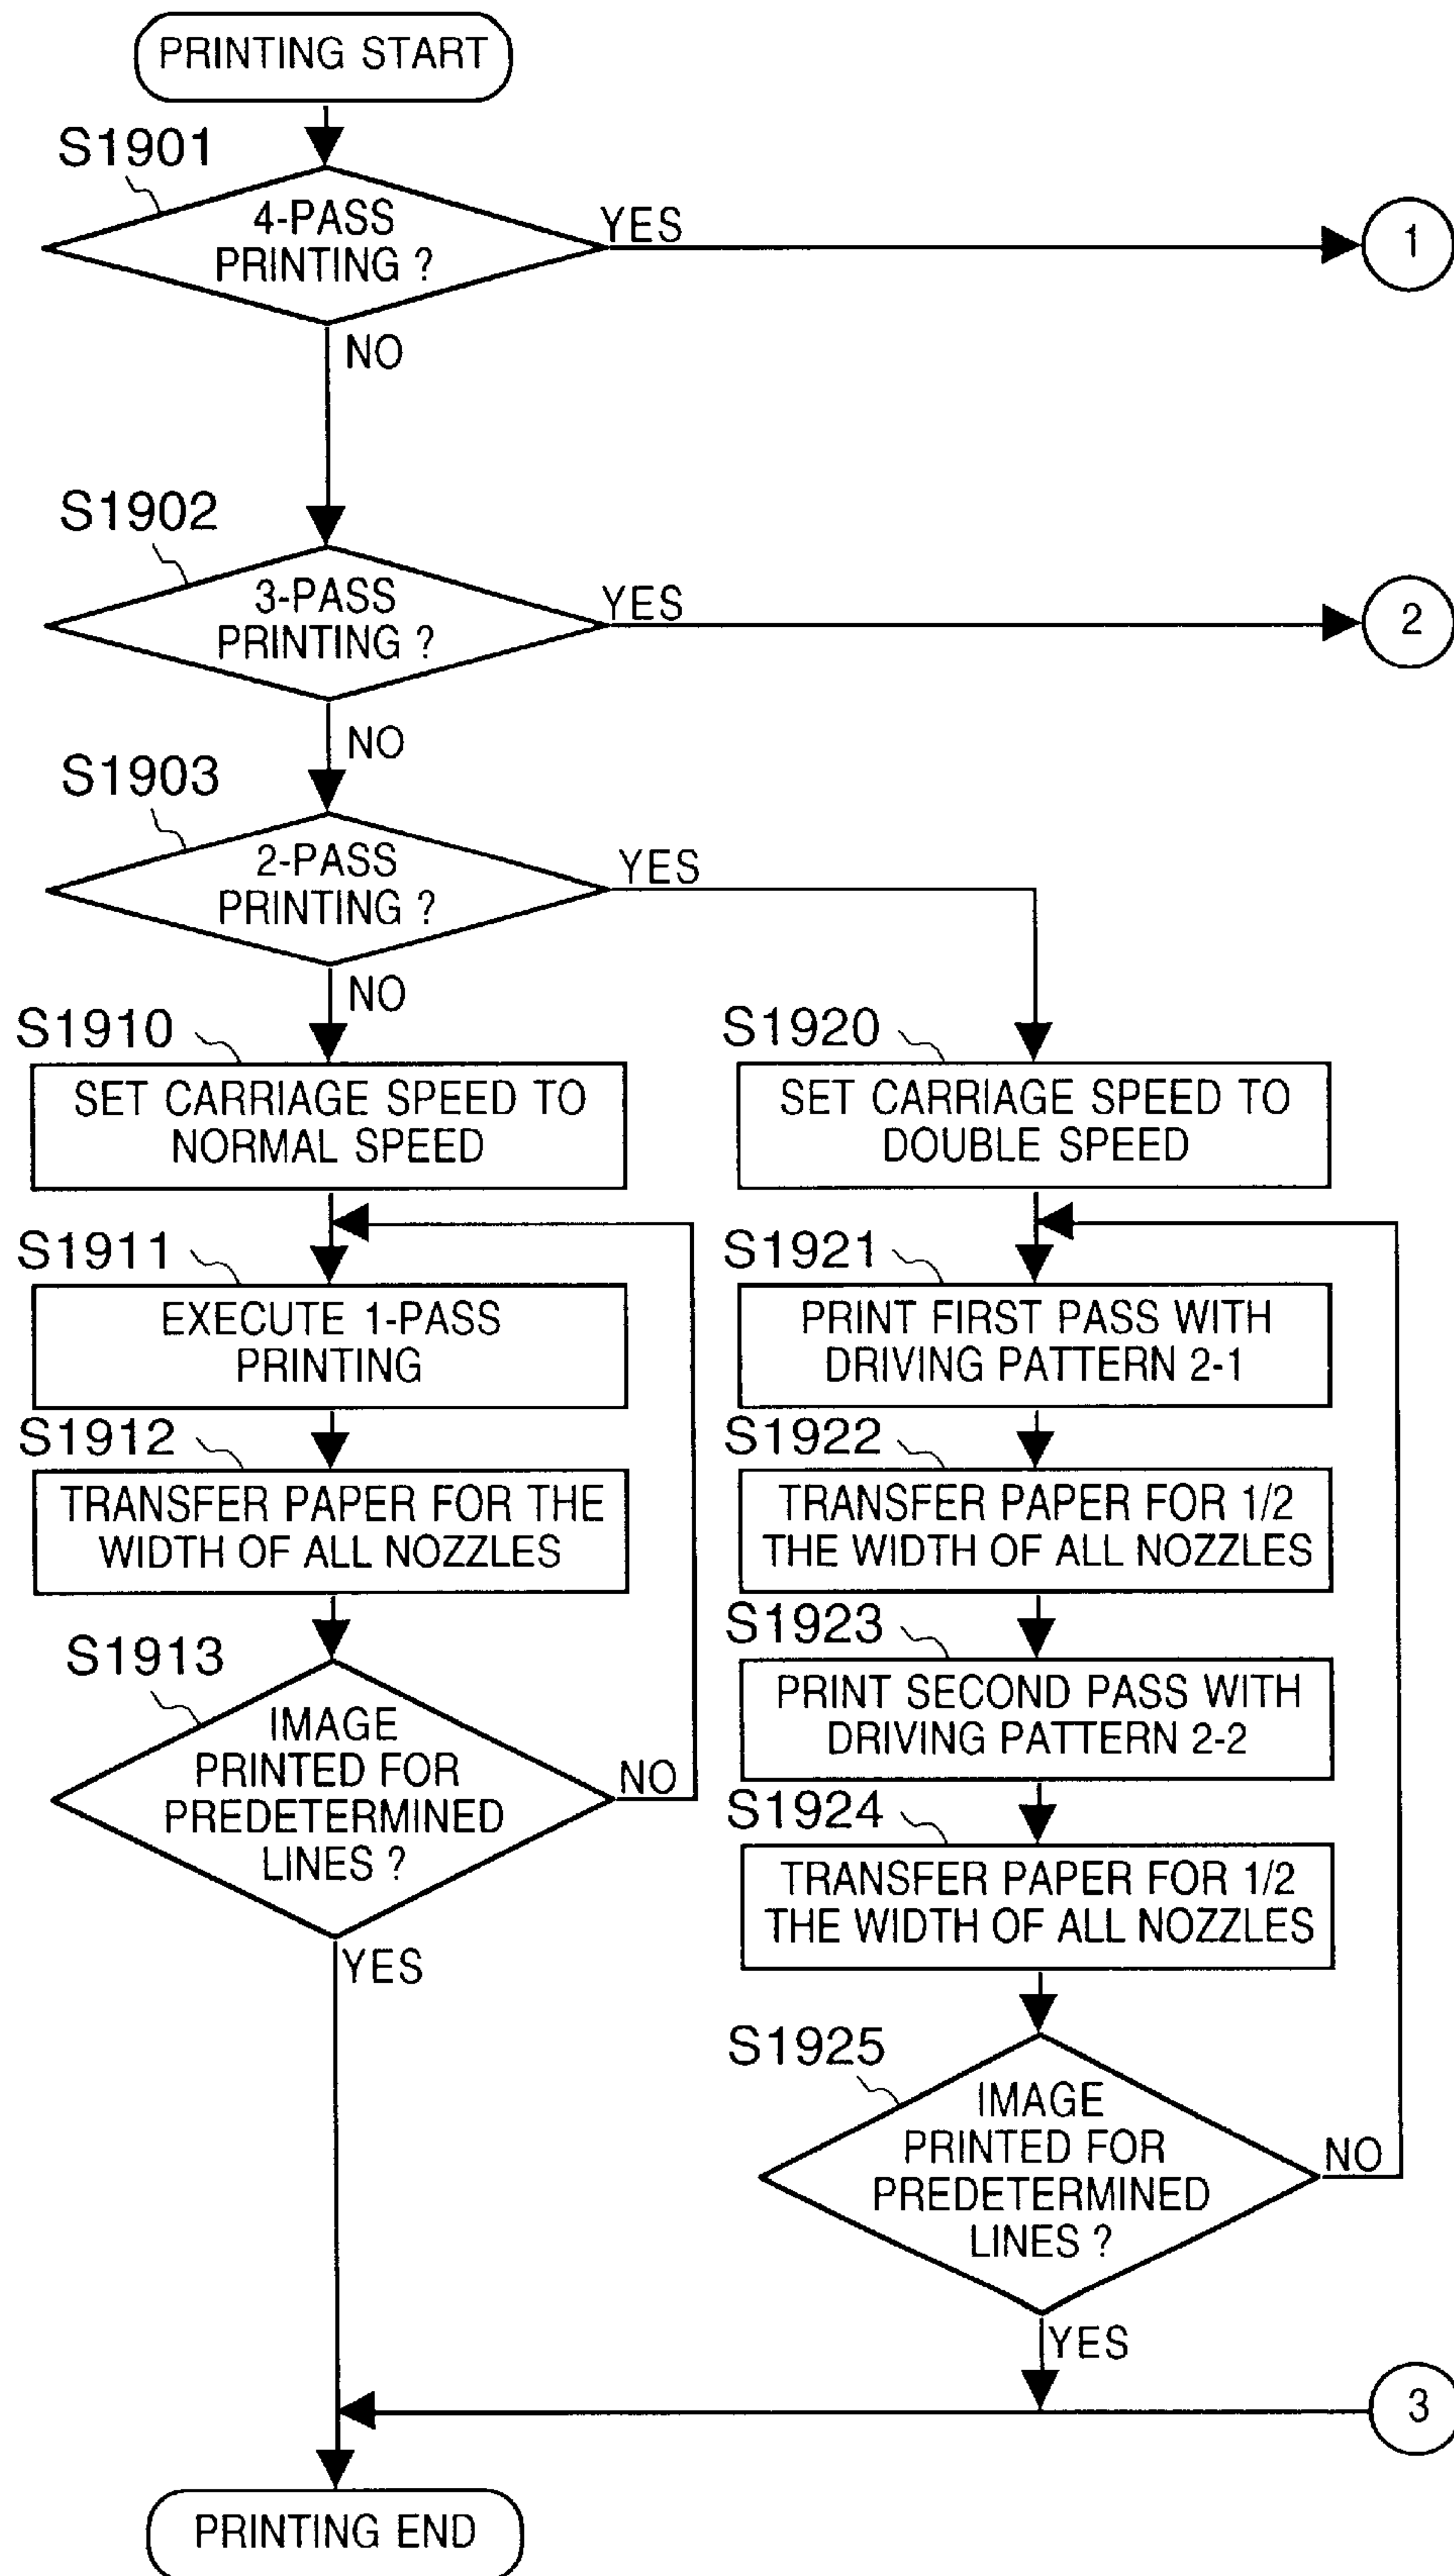 PRINTING START
S1901
4-PASS
PRINTING ?
YES
1
NO
S1902
3-PASS
PRINTING ?
YES
2
NO
S1903
2-PASS
PRINTING ?
YES
NO
S1910
SET CARRIAGE SPEED TO
NORMAL SPEED
S1911
EXECUTE 1-PASS
PRINTING
S1912
TRANSFER PAPER FOR THE
WIDTH OF ALL NOZZLES
S1913
IMAGE
PRINTED FOR
PREDETERMINED
LINES ?
NO
YES
S1920
SET CARRIAGE SPEED TO
DOUBLE SPEED
S1921
PRINT FIRST PASS WITH
DRIVING PATTERN 2-1
S1922
TRANSFER PAPER FOR 1/2
THE WIDTH OF ALL NOZZLES
S1923
PRINT SECOND PASS WITH
DRIVING PATTERN 2-2
S1924
TRANSFER PAPER FOR 1/2
THE WIDTH OF ALL NOZZLES
S1925
IMAGE
PRINTED FOR
PREDETERMINED
LINES ?
NO
YES
3
PRINTING END